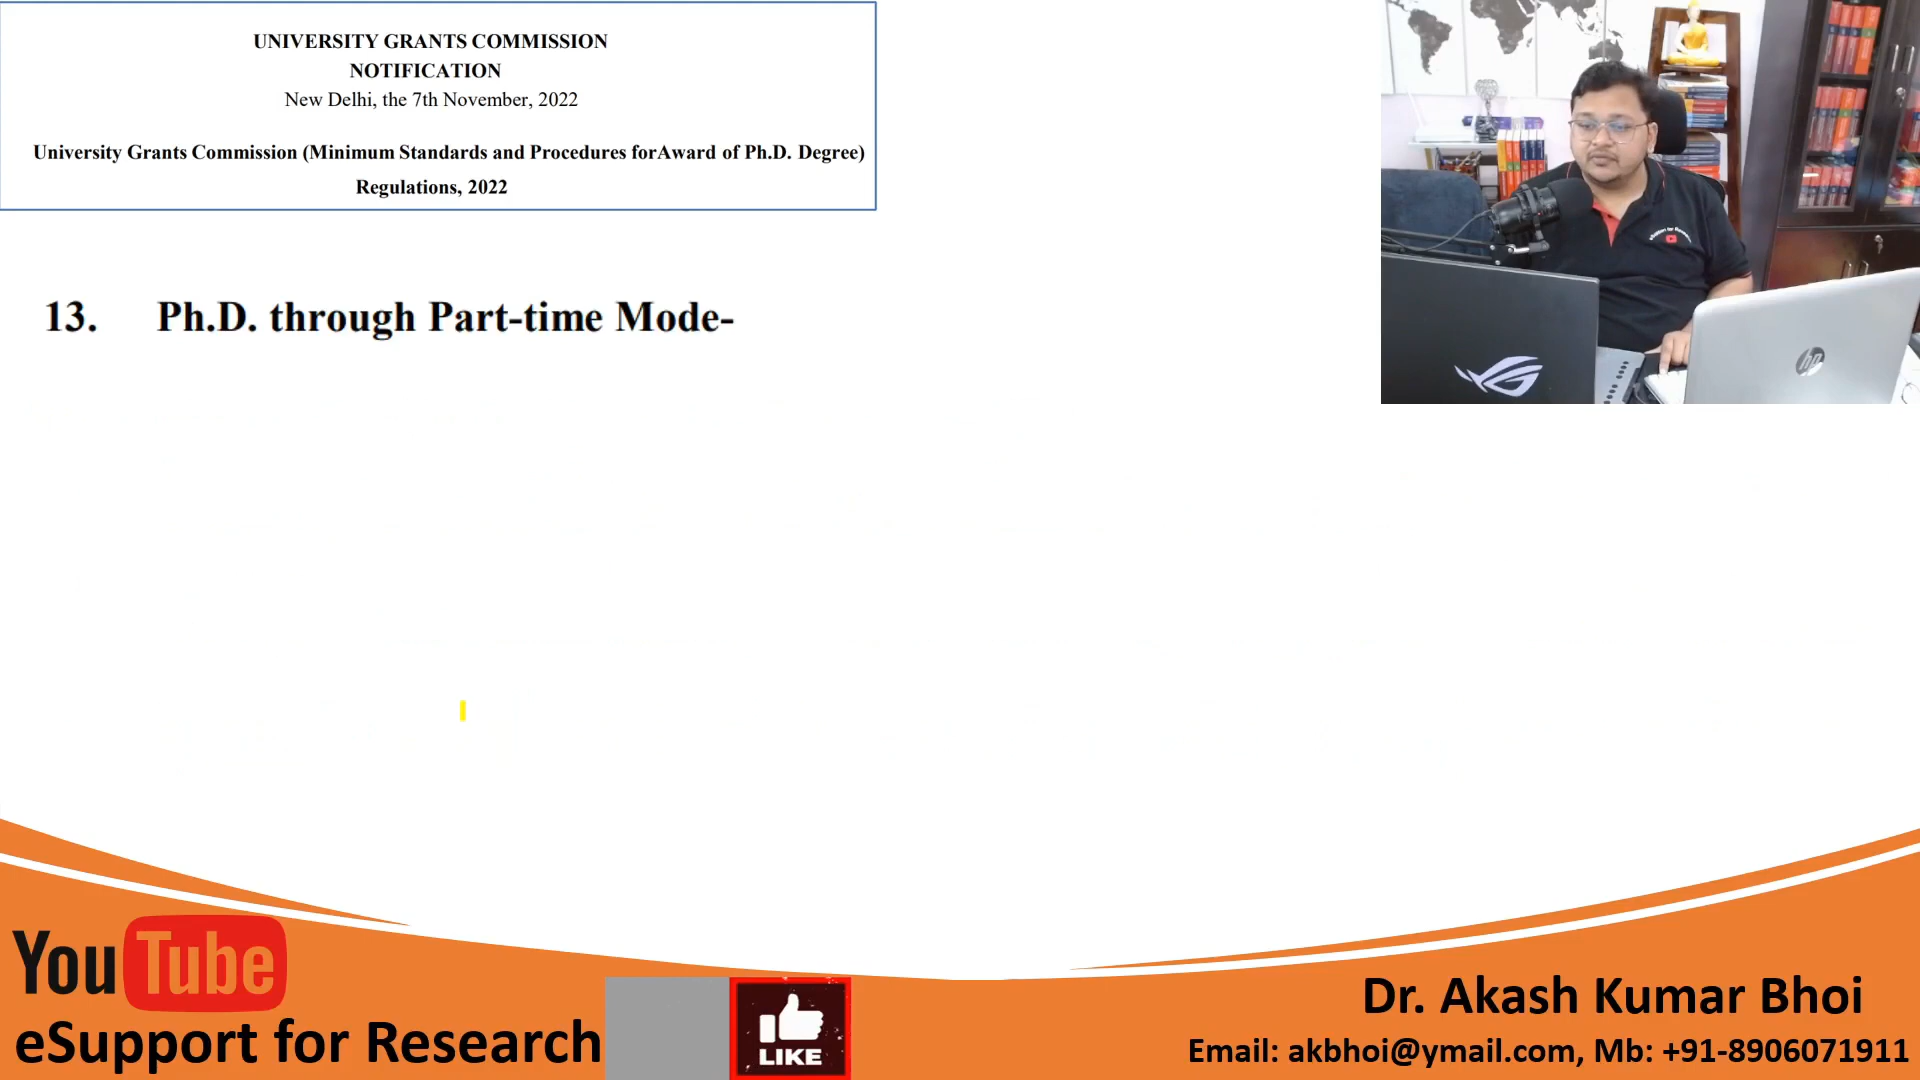 UNIVERSITY GRANTS COMMISSION
NOTIFICATION
New Delhi, the 7th November, 2022
University Grants Commission (Minimum Standards and Procedures forAward of Ph.D. Degree)
Regulations, 2022
13. Ph.D. through Part-time Mode-
hp
YouTube
eSupport for Research
LIKE
Dr. Akash Kumar Bhoi
Email: akbhoi@ymail.com, Mb: +91-8906071911